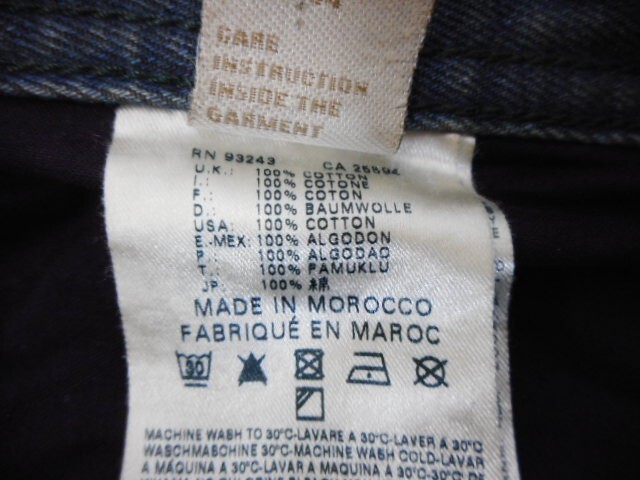 CARE
INSTRUCTION
INSIDE THE
GARMENT
RN 93243 CA 25594
U.K.: 100% COTTON
I.: 100% COTONE
F.: 100% COTON
D.: 100% BAUMWOLLE
USA: 100% COTTON
E.-MEX: 100% ALGODON
P.: 100% ALGODAO
T.: 100% PAMUKLU
JP.: 100% 綿
MADE IN MOROCCO
FABRIQUÉ EN MAROC
30
MACHINE WASH TO 30°C-LAVARE A 30°C-LAVER A 30°C
WASCHMASCHINE 30°C-MACHINE WASH COLD-LAVAR
A MÁQUINA A 30°C-LAVAR A MAQUINA A 30°C-30°C DE